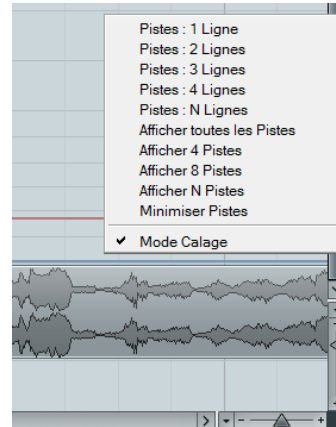 Pistes : 1 Ligne
Pistes : 2 Lignes
Pistes : 3 Lignes
Pistes : 4 Lignes
Pistes : N Lignes
Afficher toutes les Pistes
Afficher 4 Pistes
Afficher 8 Pistes
Afficher N Pistes
Minimiser Pistes
Mode Calage